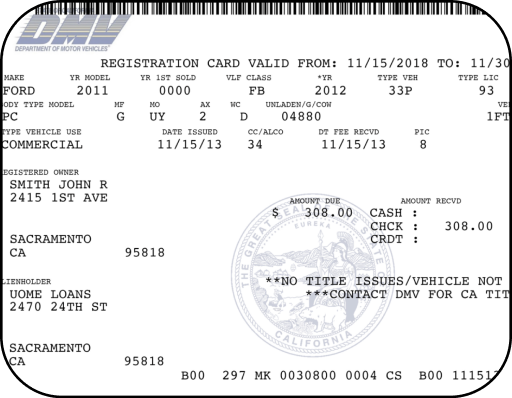 A Public Service Agency
DMV
DEPARTMENT OF MOTOR VEHICLES
REGISTRATION CARD VALID FROM: 11/15/2018 TO: 11/30
MAKE YR MODEL YR 1ST SOLD VLF CLASS *YR TYPE VEH TYPE LIC
FORD 2011 0000 FB 2012 33P 93
ODY TYPE MODEL MF MO AX WC UNLADEN/G/CGW VE
PC G UY 2 D 04880 1FT
TYPE VEHICLE USE DATE ISSUED CC/ALCO DT FEE RECVD PIC
COMMERCIAL 11/15/13 34 11/15/13 8
EGISTERED OWNER
SMITH JOHN R
2415 1ST AVE
AMOUNT DUE AMOUNT RECVD
$ 308.00 CASH :
CHCK : 308.00
CRDT :
SACRAMENTO
CA 95818
THE GREAT SEAL OF THE STATE OF CALIFORNIA
EUREKA
LIENHOLDER
UOME LOANS
2470 24TH ST
**NO TITLE ISSUES/VEHICLE NOT
***CONTACT DMV FOR CA TIT
SACRAMENTO
CA 95818
B00 297 MK 0030800 0004 CS B00 111513